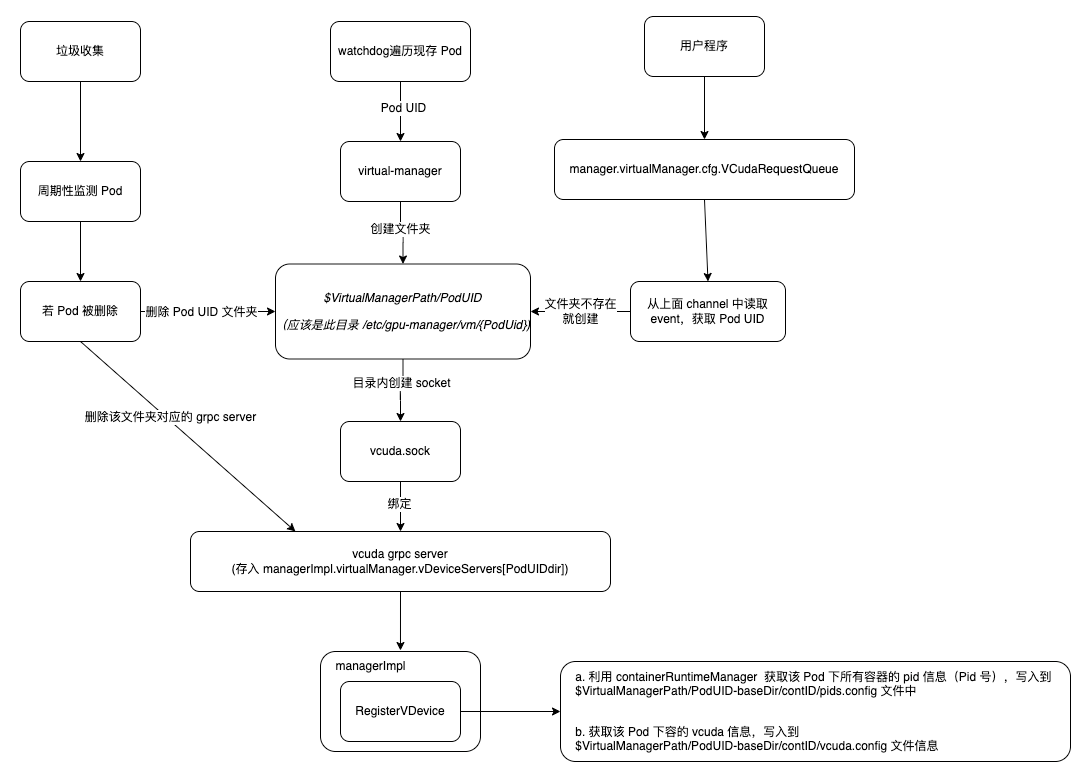 垃圾收集
watchdog遍历现存 Pod
用户程序
Pod UID
周期性监测 Pod
virtual-manager
manager.virtualManager.cfg.VCudaRequestQueue
创建文件夹
若 Pod 被删除
删除 Pod UID 文件夹
$VirtualManagerPath/PodUID
(应该是此目录 /etc/gpu-manager/vm/{PodUid})
文件夹不存在
就创建
从上面 channel 中读取
event，获取 Pod UID
目录内创建 socket
删除该文件夹对应的 grpc server
vcuda.sock
绑定
vcuda grpc server
(存入 managerImpl.virtualManager.vDeviceServers[PodUIDdir])
managerImpl
RegisterVDevice
a. 利用 containerRuntimeManager 获取该 Pod 下所有容器的 pid 信息（Pid 号），写入到
$VirtualManagerPath/PodUID-baseDir/contID/pids.config 文件中
b. 获取该 Pod 下容的 vcuda 信息，写入到
$VirtualManagerPath/PodUID-baseDir/contID/vcuda.config 文件信息